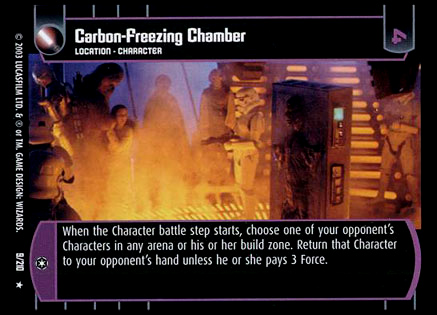 Carbon-Freezing Chamber
LOCATION - CHARACTER
4
When the Character battle step starts, choose one of your opponent's
Characters in any arena or his or her build zone. Return that Character
to your opponent's hand unless he or she pays 3 Force.
© 2003 LUCASFILM LTD. & ® or TM. GAME DESIGN: WIZARDS.